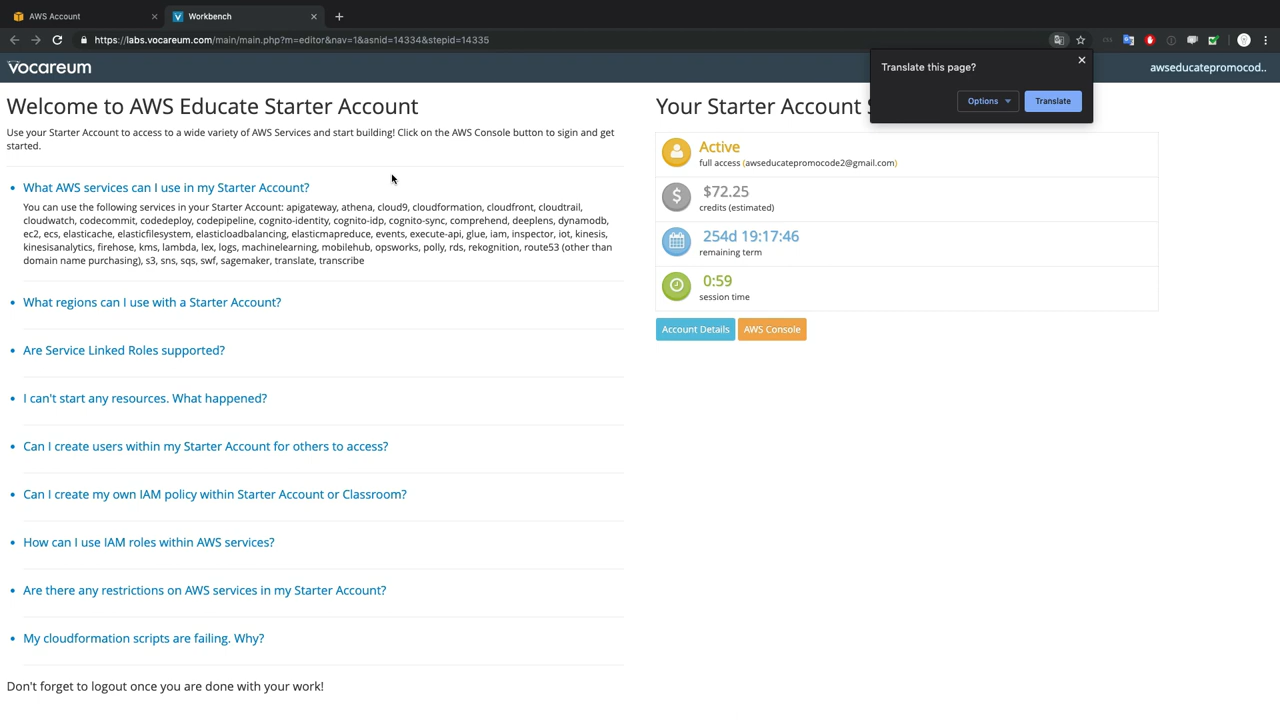 AWS Account
Workbench
https://labs.vocareum.com/main/main.php?m=editor&nav=1&asnid=14334&stepid=14335
vocareum
awseducatepromocod..
Translate this page?
Options
Translate
Welcome to AWS Educate Starter Account
Use your Starter Account to access to a wide variety of AWS Services and start building! Click on the AWS Console button to sigin and get
started.
• What AWS services can I use in my Starter Account?
You can use the following services in your Starter Account: apigateway, athena, cloud9, cloudformation, cloudfront, cloudtrail,
cloudwatch, codecommit, codedeploy, codepipeline, cognito-identity, cognito-idp, cognito-sync, comprehend, deeplens, dynamodb,
ec2, ecs, elasticache, elasticfilesystem, elasticloadbalancing, elasticmapreduce, events, execute-api, glue, iam, inspector, iot, kinesis,
kinesisanalytics, firehose, kms, lambda, lex, logs, machinelearning, mobilehub, opsworks, polly, rds, rekognition, route53 (other than
domain name purchasing), s3, sns, sqs, swf, sagemaker, translate, transcribe
• What regions can I use with a Starter Account?
• Are Service Linked Roles supported?
• I can't start any resources. What happened?
• Can I create users within my Starter Account for others to access?
• Can I create my own IAM policy within Starter Account or Classroom?
• How can I use IAM roles within AWS services?
• Are there any restrictions on AWS services in my Starter Account?
• My cloudformation scripts are failing. Why?
Don't forget to logout once you are done with your work!
Your Starter Account
Active
full access (awseducatepromocode2@gmail.com)
$72.25
credits (estimated)
254d 19:17:46
remaining term
0:59
session time
Account Details
AWS Console